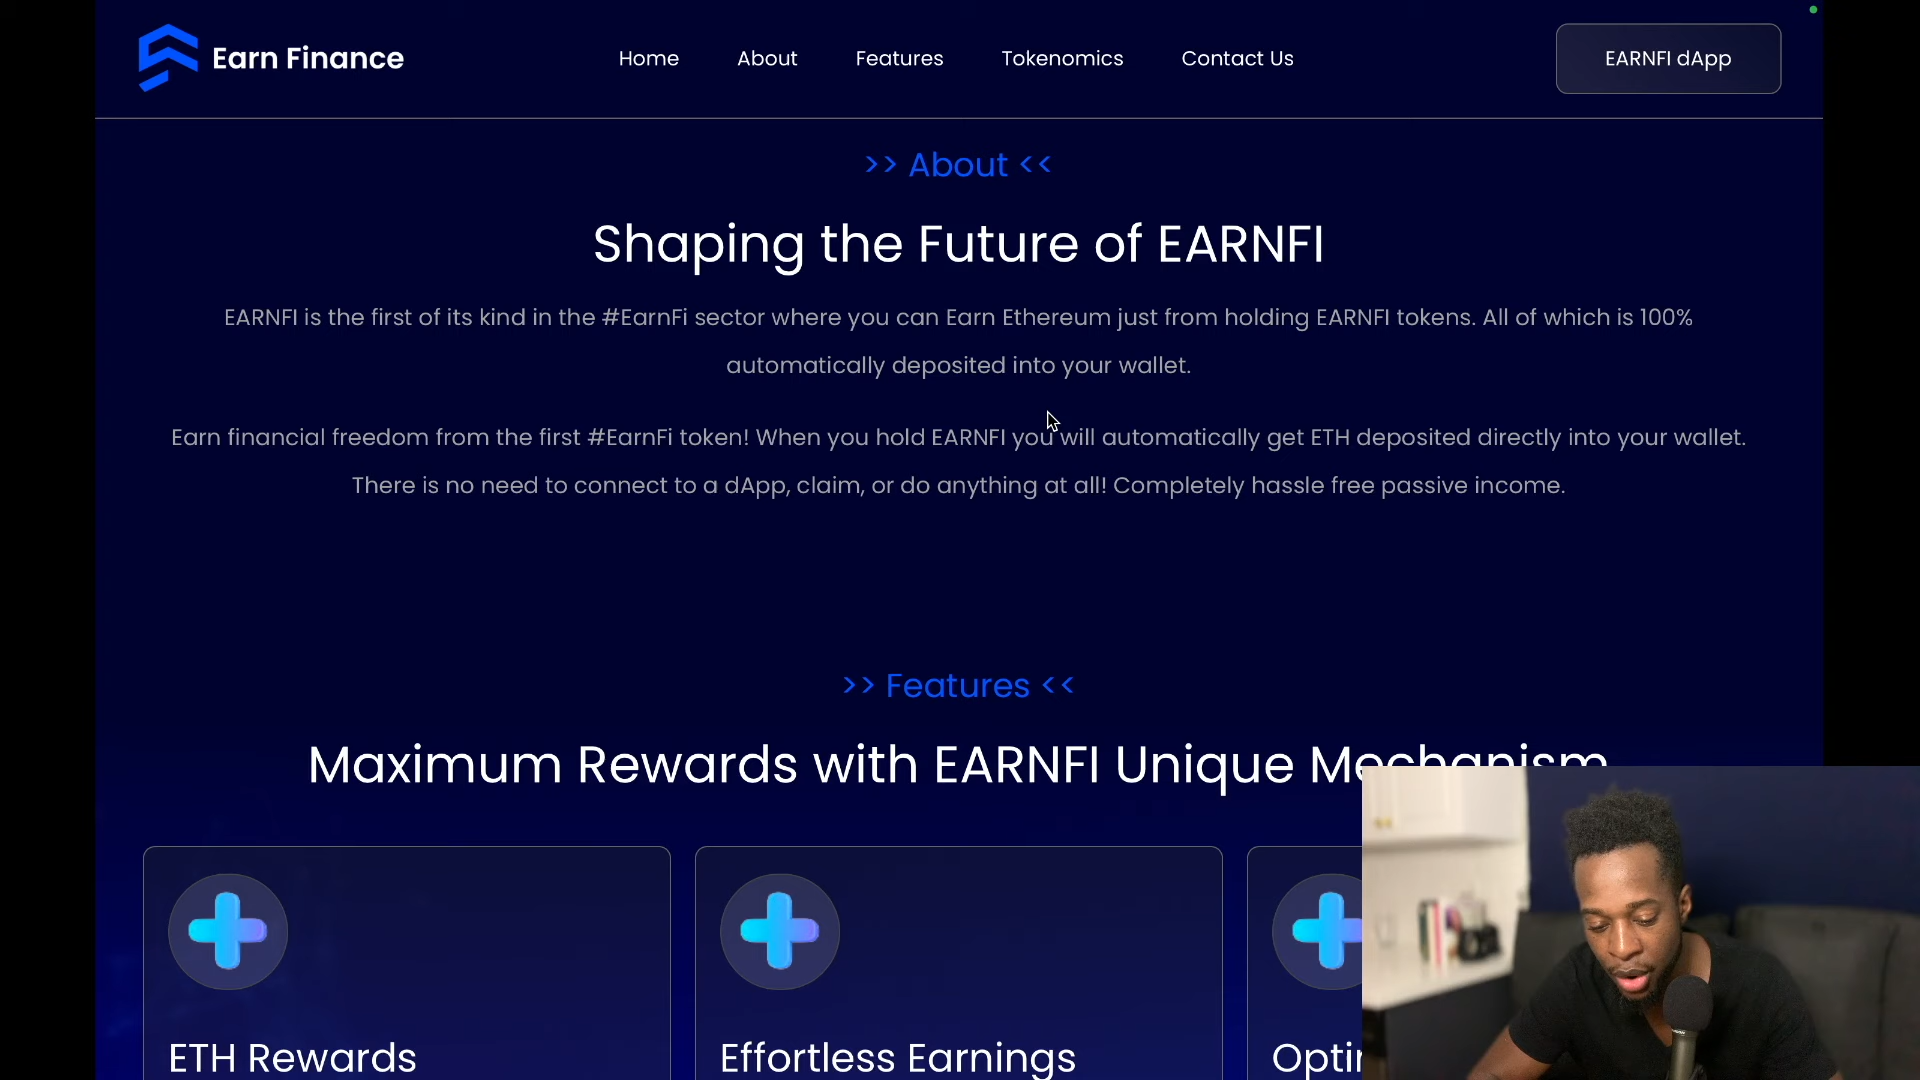 Earn Finance
Home
About
Features
Tokenomics
Contact Us
EARNFI dApp
>> About <<
Shaping the Future of EARNFI
EARNFI is the first of its kind in the #EarnFi sector where you can Earn Ethereum just from holding EARNFI tokens. All of which is 100%
automatically deposited into your wallet.
Earn financial freedom from the first #EarnFi token! When you hold EARNFI you will automatically get ETH deposited directly into your wallet.
There is no need to connect to a dApp, claim, or do anything at all! Completely hassle free passive income.
>> Features <<
Maximum Rewards with EARNFI Unique Mechanism
ETH Rewards
Effortless Earnings